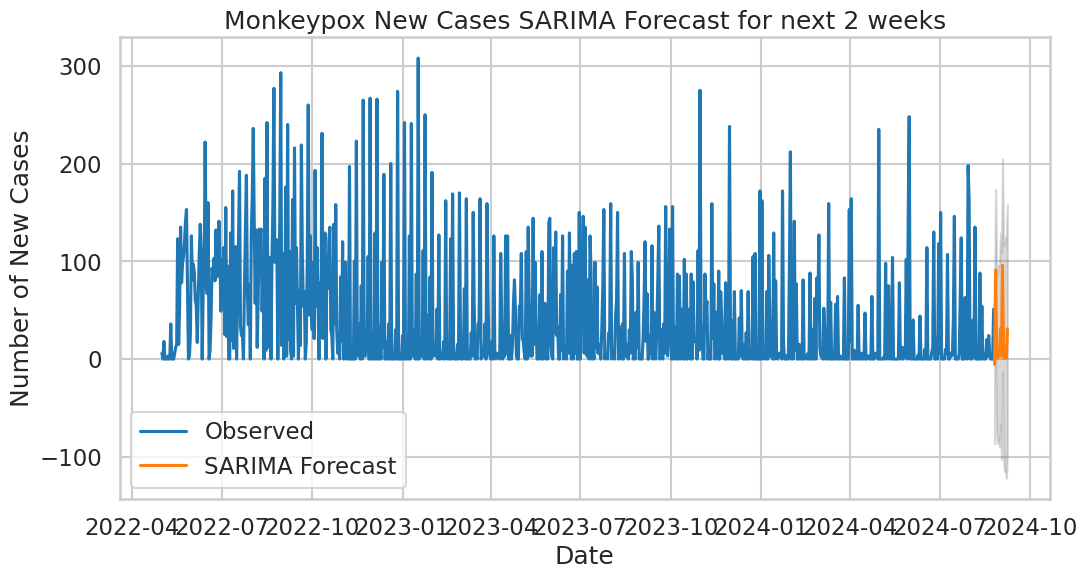 Monkeypox New Cases SARIMA Forecast for next 2 weeks
Number of New Cases
300
200
100
0
−100
Observed
SARIMA Forecast
2022-04 2022-07 2022-10 2023-01 2023-04 2023-07 2023-10 2024-01 2024-04 2024-07 2024-10
Date